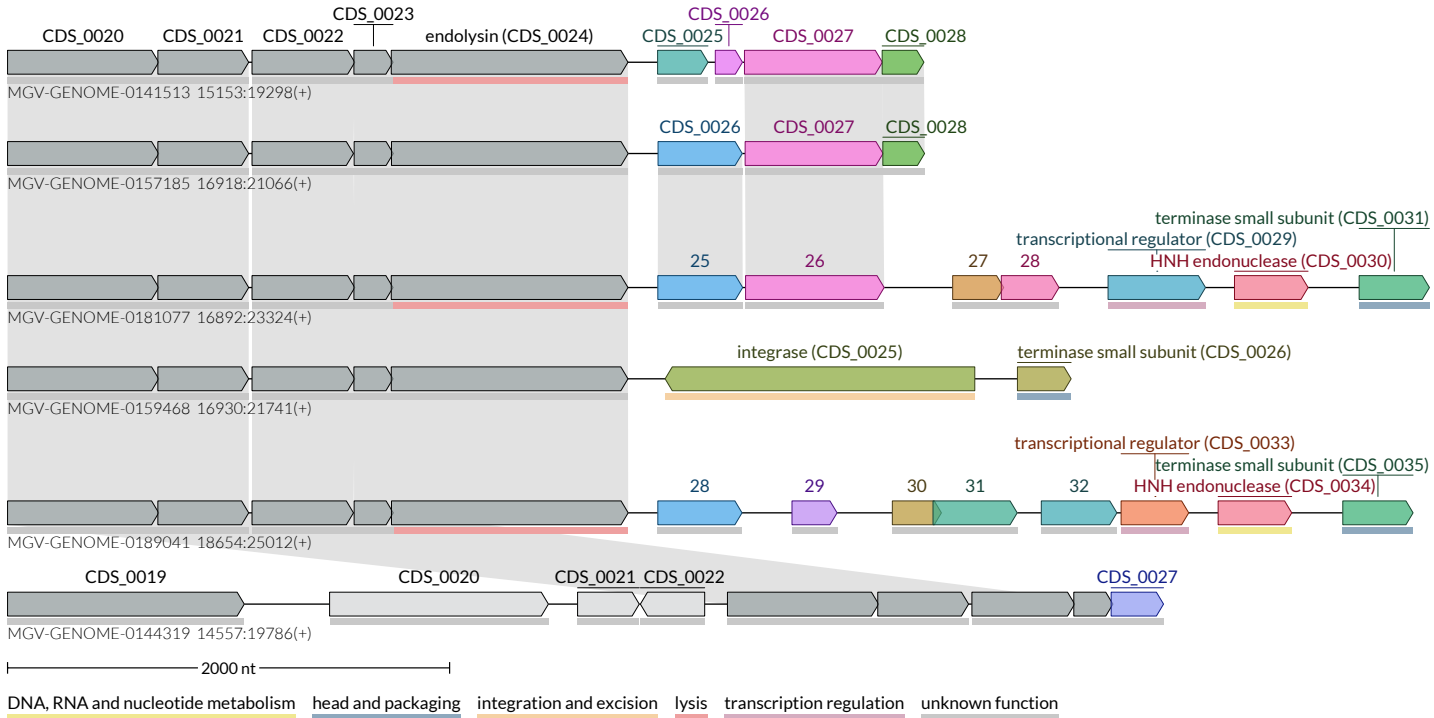 CDS_0023
CDS_0026
CDS_0020 CDS_0021 CDS_0022 endolysin (CDS_0024) CDS_0025 CDS_0027 CDS_0028
MGV-GENOME-0141513 15153:19298(+)
CDS_0026 CDS_0027 CDS_0028
MGV-GENOME-0157185 16918:21066(+)
terminase small subunit (CDS_0031)
transcriptional regulator (CDS_0029)
25 26 27 28 HNH endonuclease (CDS_0030)
MGV-GENOME-0181077 16892:23324(+)
integrase (CDS_0025) terminase small subunit (CDS_0026)
MGV-GENOME-0159468 16930:21741(+)
transcriptional regulator (CDS_0033)
terminase small subunit (CDS_0035)
28 29 30 31 32 HNH endonuclease (CDS_0034)
MGV-GENOME-0189041 18654:25012(+)
CDS_0019 CDS_0020 CDS_0021 CDS_0022 CDS_0027
MGV-GENOME-0144319 14557:19786(+)
2000 nt
DNA, RNA and nucleotide metabolism head and packaging integration and excision lysis transcription regulation unknown function